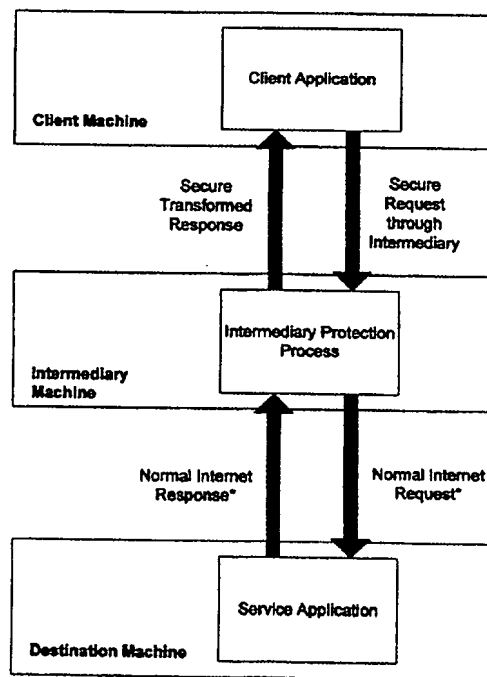 Client Application
Client Machine
Secure
Transformed
Response
Secure
Request
through
Intermediary
Intermediary Protection
Process
Intermediary
Machine
Normal Internet
Response*
Normal Internet
Request*
Service Application
Destination Machine